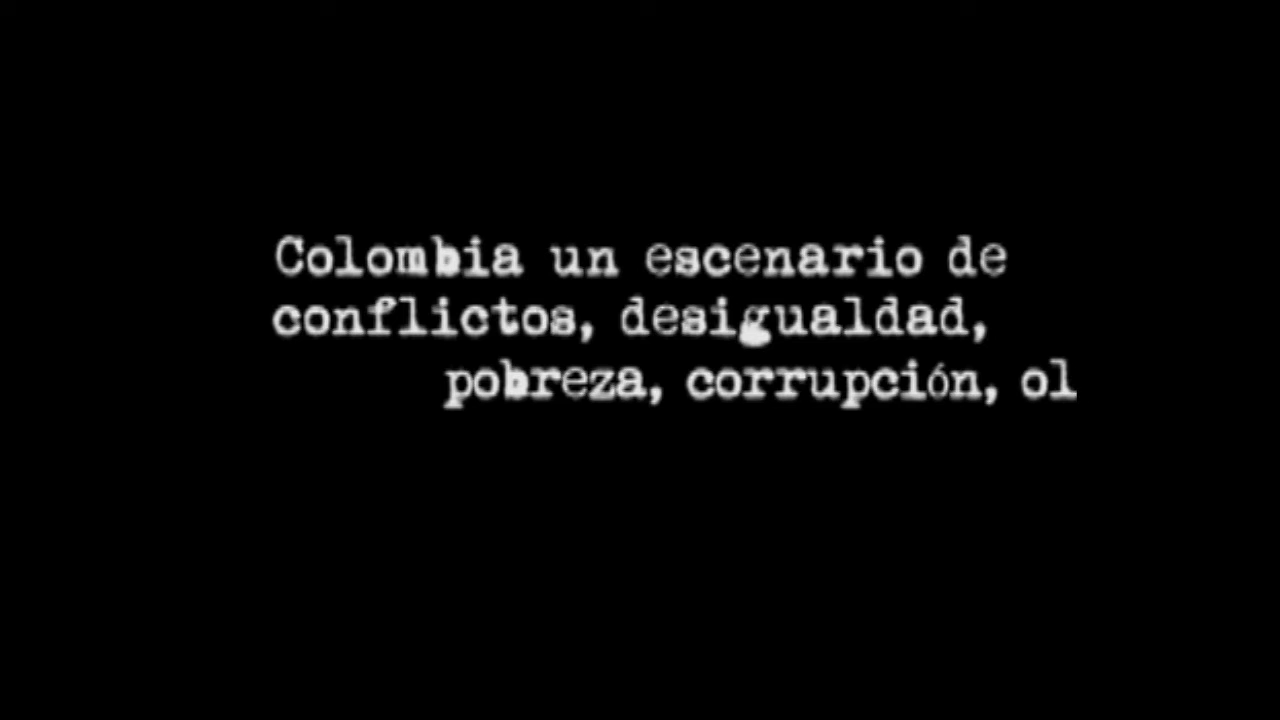 Colombia un escenario de
conflictos, desigualdad,
pobreza, corrupción, ol